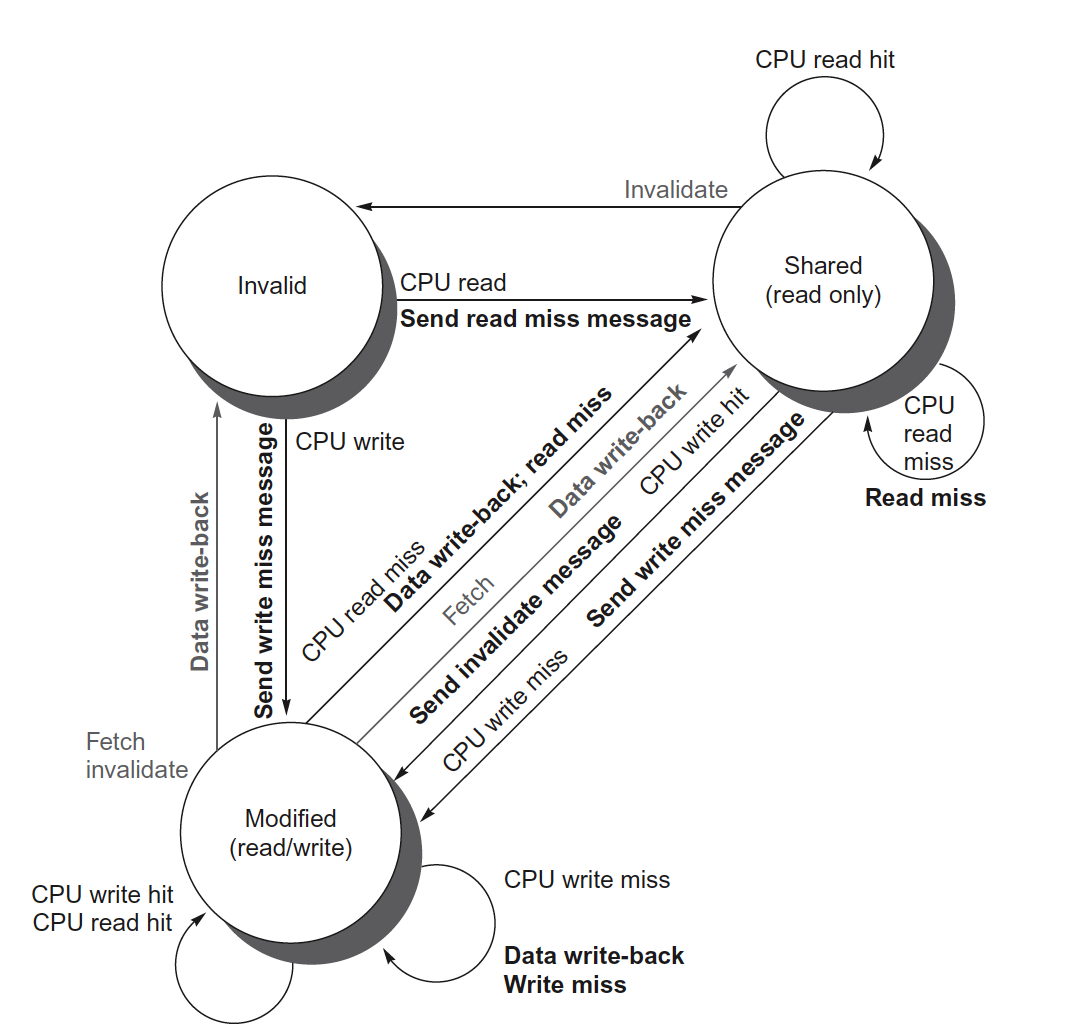 CPU read hit
Invalidate
Invalid
Shared
(read only)
CPU read
Send read miss message
CPU write
Send write miss message
Data write-back
CPU read miss
Data write-back; read miss
Fetch
Data write-back
CPU write hit
Send invalidate message
CPU write miss
Send write miss message
CPU
read
miss
Read miss
Fetch
invalidate
Modified
(read/write)
CPU write hit
CPU read hit
CPU write miss
Data write-back
Write miss